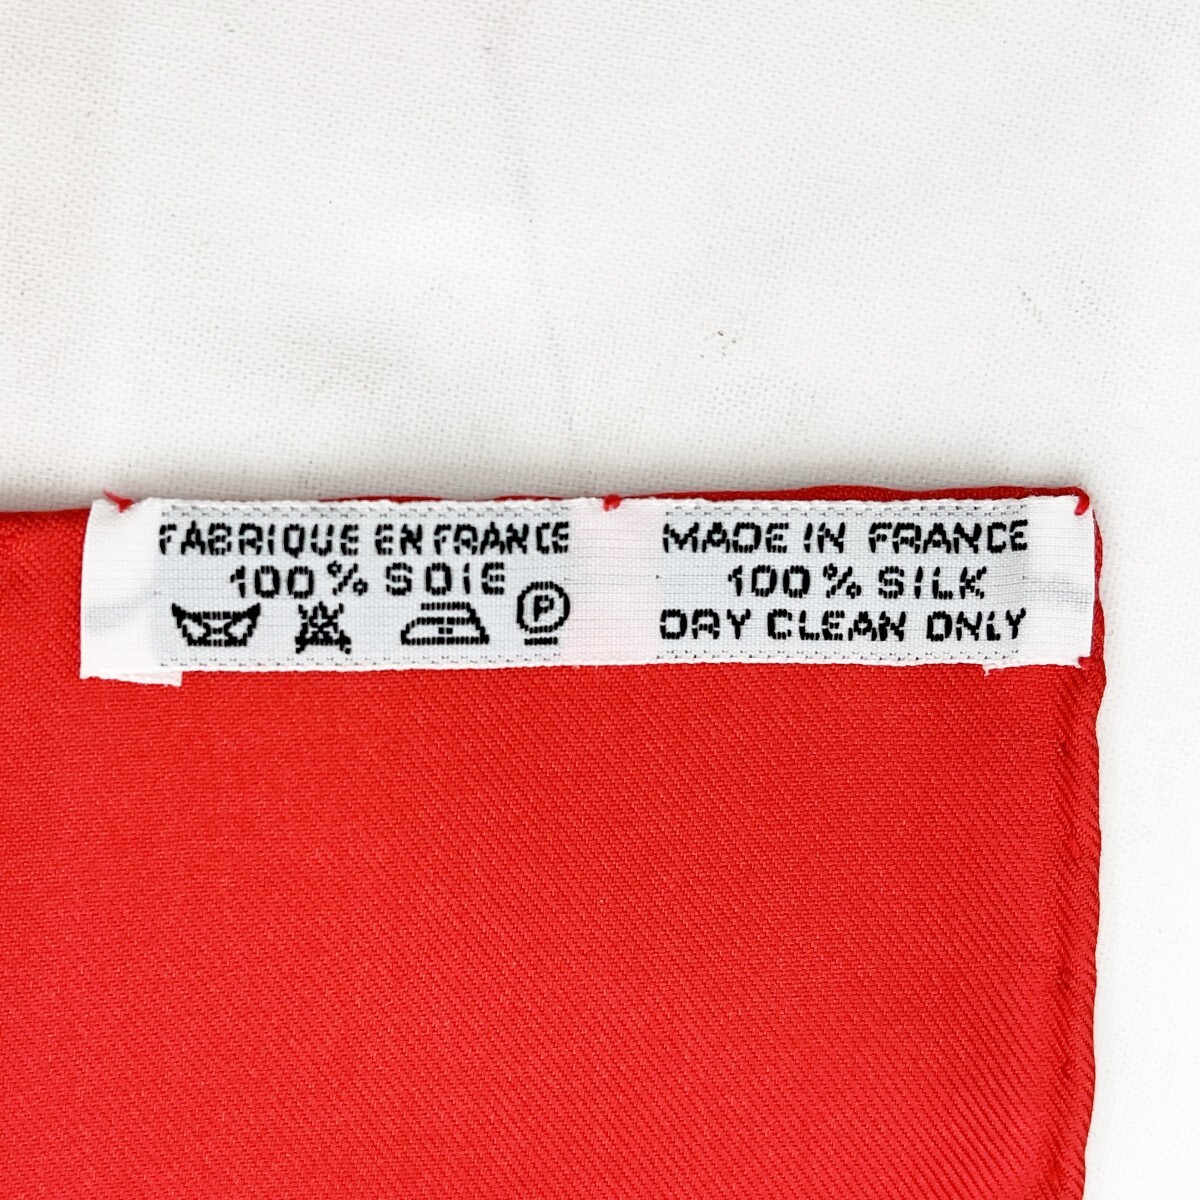 FABRIQUE EN FRANCE
100% SOIE
P
MADE IN FRANCE
100% SILK
DRY CLEAN ONLY